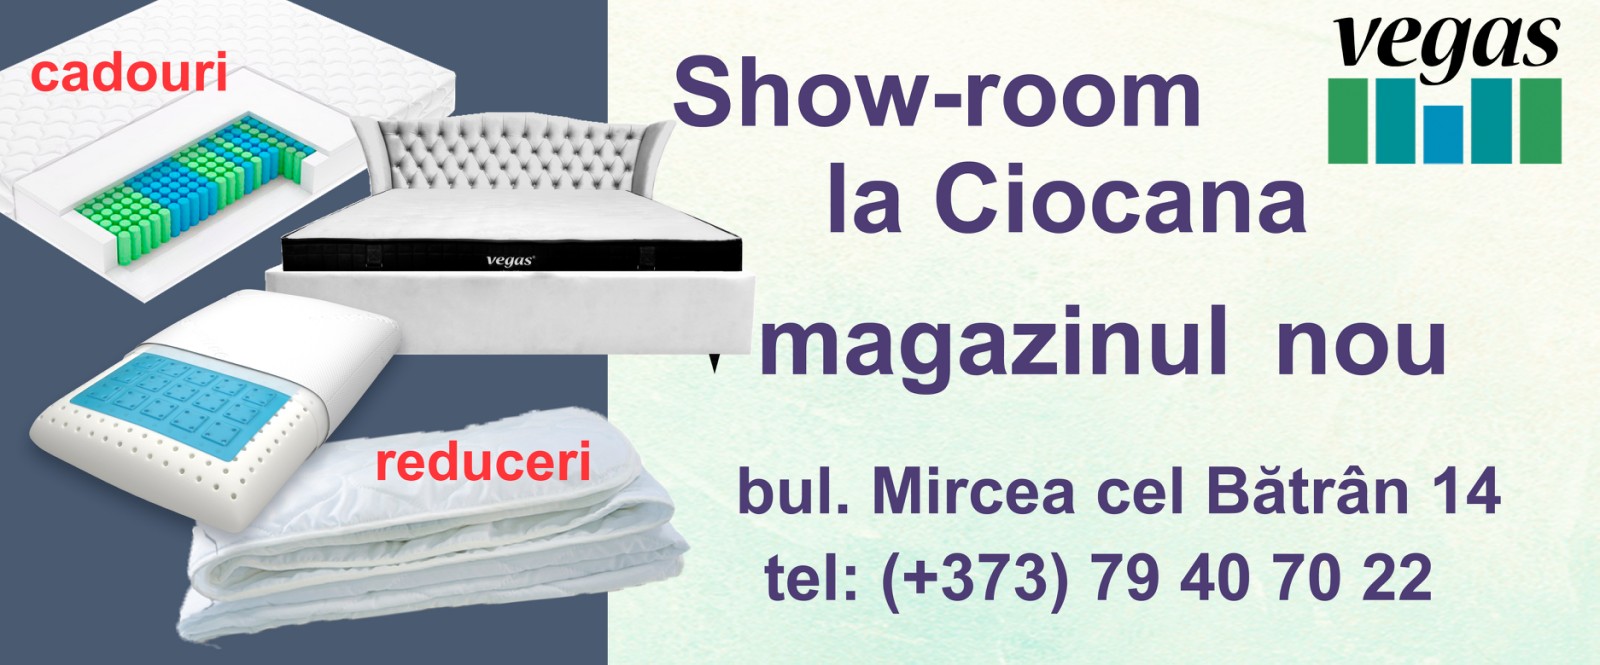 cadouri
vegas
reduceri
vegas
Show-room
la Ciocana
magazinul nou
bul. Mircea cel Bătrân 14
tel: (+373) 79 40 70 22